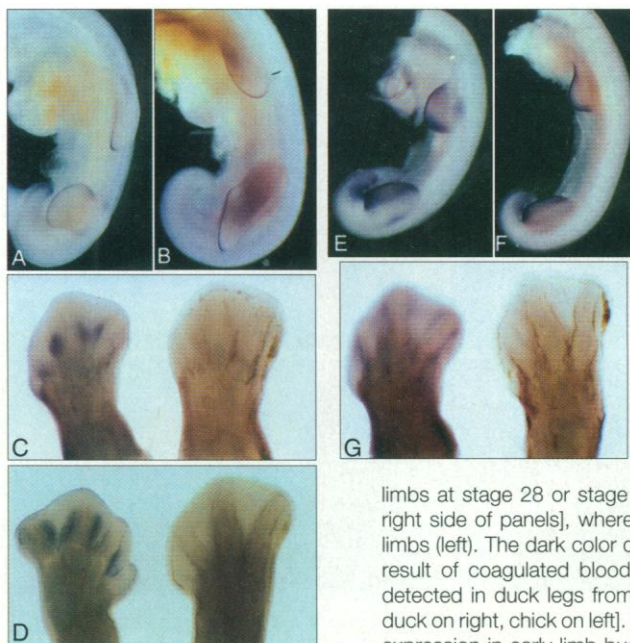 A
B
E
F
C
G
D
limbs at stage 28 or stage
right side of panels], where
limbs (left). The dark color o
result of coagulated blood
detected in duck legs from
duck on right, chick on left].